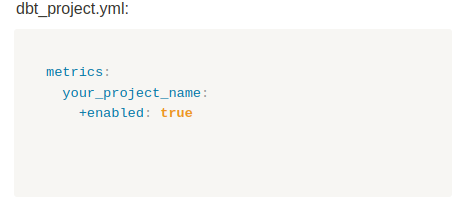 dbt_project.yml:
metrics:
  your_project_name:
    +enabled: true